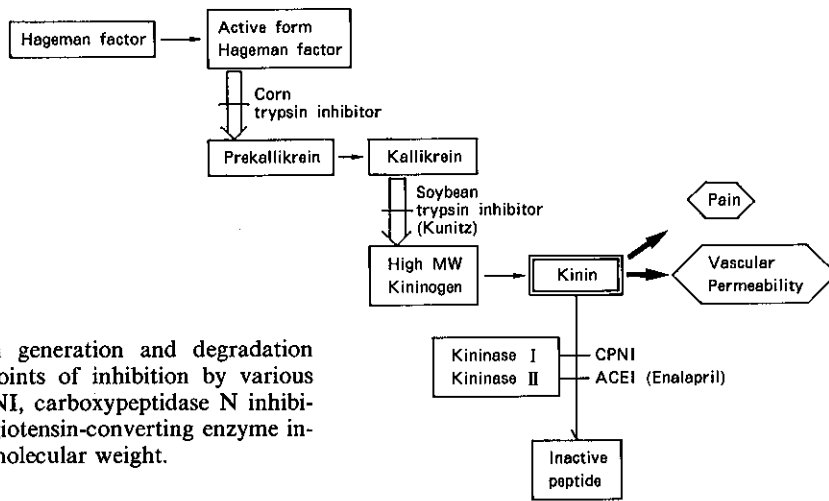 Hageman factor
Active form
Hageman factor
Corn
trypsin inhibitor
Prekallikrein
Kallikrein
Soybean
trypsin inhibitor
(Kunitz)
Pain
High MW
Kininogen
Kinin
Vascular
Permeability
generation and degradation
oints of inhibition by various
NI, carboxypeptidase N inhibi-
giotensin-converting enzyme in-
nolecular weight.
Kininase I
Kininase II
CPNI
ACEI (Enalapril)
Inactive
peptide